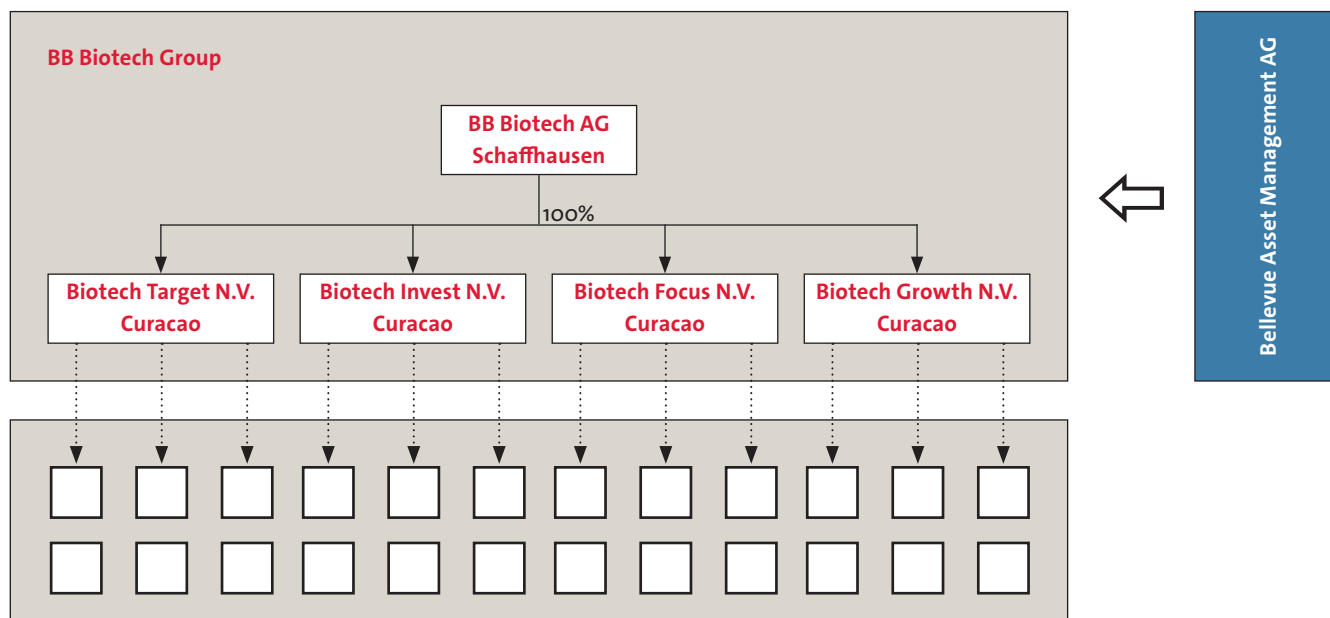 BB Biotech Group
BB Biotech AG
Schaffhausen
100%
Biotech Target N.V.
Curacao
Biotech Invest N.V.
Curacao
Biotech Focus N.V.
Curacao
Biotech Growth N.V.
Curacao
Bellevue Asset Management AG